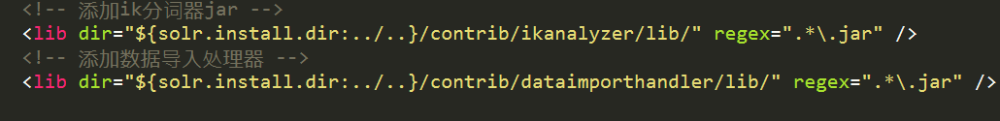 <!-- 添加ik分词器jar -->
<lib dir="${solr.install.dir:../..}/contrib/ikanalyzer/lib/" regex=".*\.jar" />
<!-- 添加数据导入处理器 -->
<lib dir="${solr.install.dir:../..}/contrib/dataimporthandler/lib/" regex=".*\.jar" />